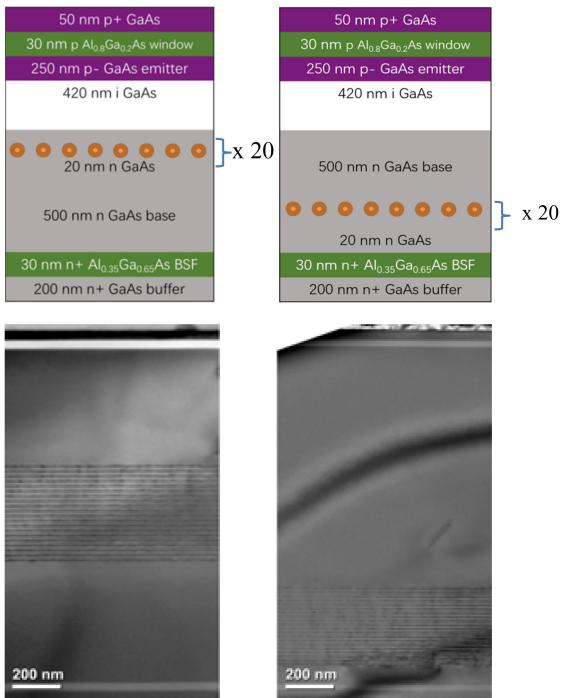 50 nm p+ GaAs
30 nm p Al0.8Ga0.2As window
250 nm p- GaAs emitter
420 nm i GaAs
x 20
20 nm n GaAs
500 nm n GaAs base
30 nm n+ Al0.35Ga0.65As BSF
200 nm n+ GaAs buffer
50 nm p+ GaAs
30 nm p Al0.8Ga0.2As window
250 nm p- GaAs emitter
420 nm i GaAs
500 nm n GaAs base
x 20
20 nm n GaAs
30 nm n+ Al0.35Ga0.65As BSF
200 nm n+ GaAs buffer
200 nm
200 nm